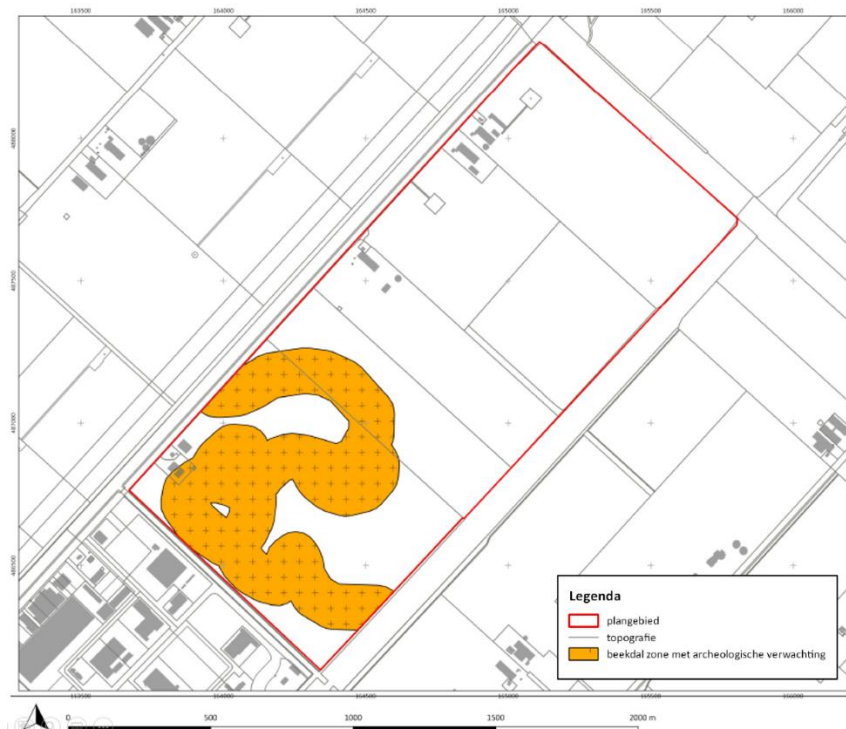 163500 164000 164500 165000 165500 166000
488000
487500
487000
486500
Legenda
plangebied
topografie
beekdal zone met archeologische verwachting
163500 164000 164500 165000 165500 166000
0 500 1000 1500 2000 m